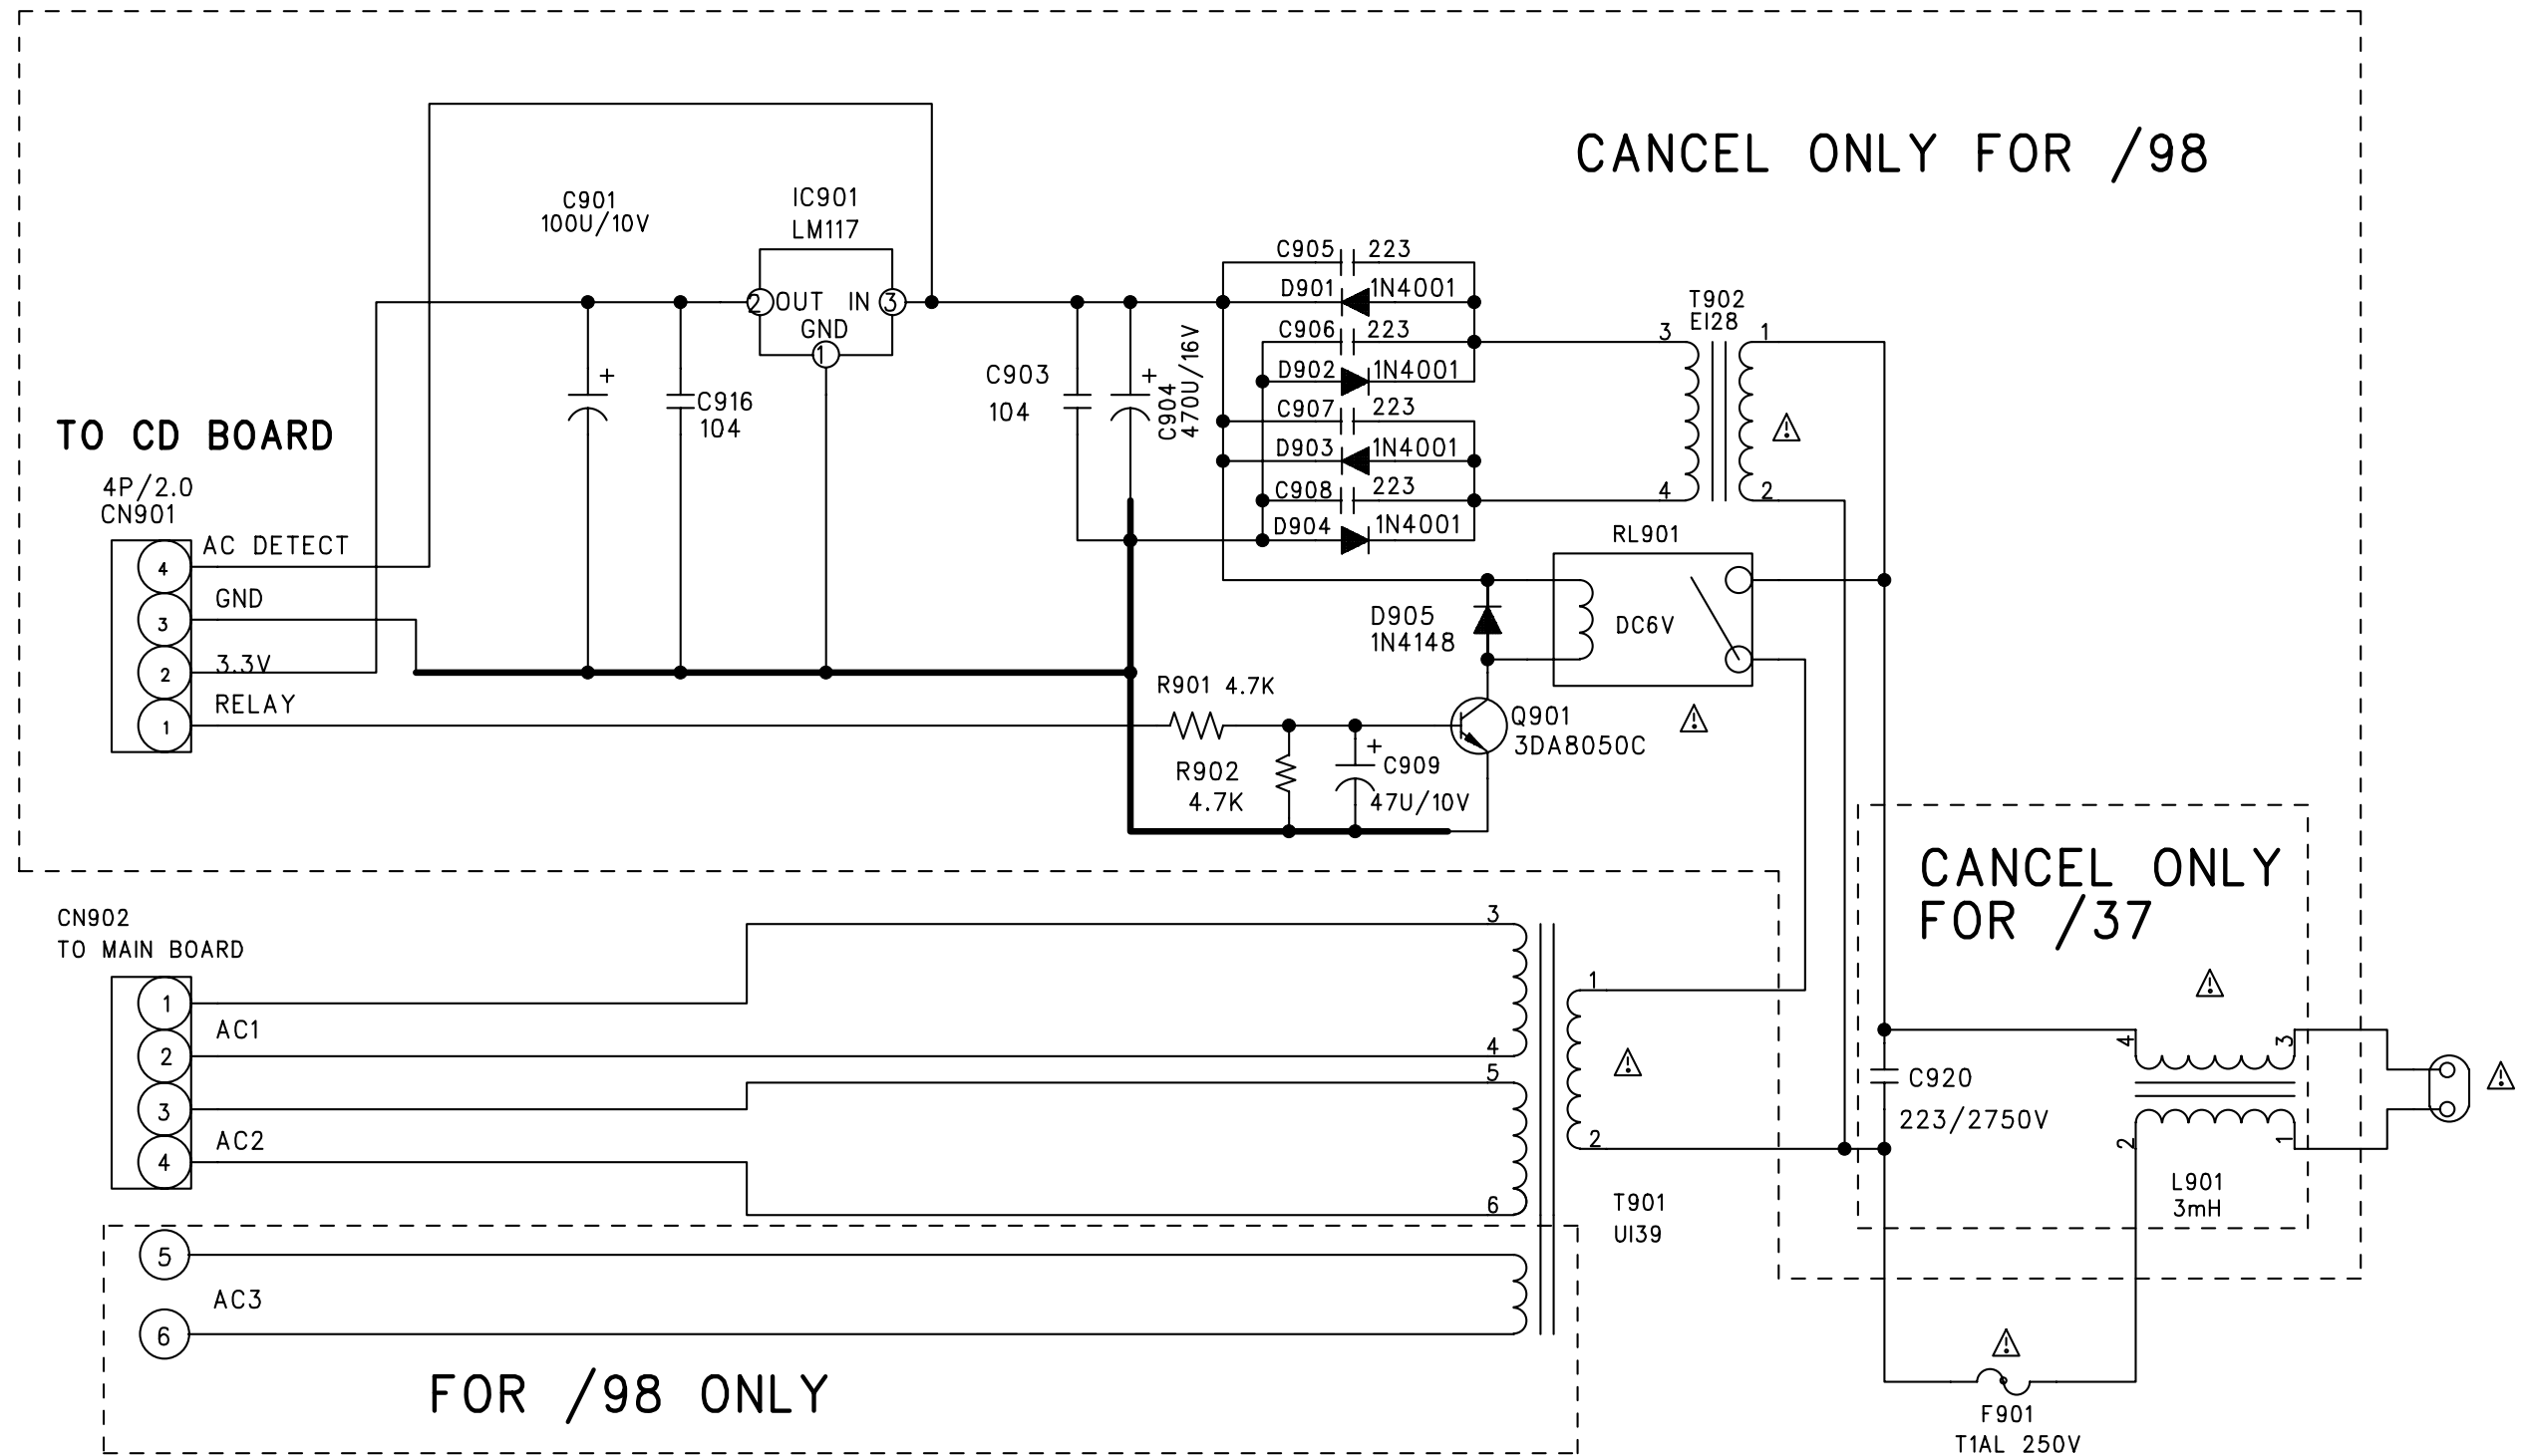 CANCEL ONLY FOR /98
C901
100U/10V
IC901
LM117
2 OUT IN 3
GND
1
C916
104
C903
104
C904
470U/16V
C905 223
D901 1N4001
C906 223
D902 1N4001
C907 223
D903 1N4001
C908 223
D904 1N4001
T902
EI28
3
1
4
2
TO CD BOARD
4P/2.0
CN901
4 AC DETECT
3 GND
2 3.3V
1 RELAY
RL901
DC6V
D905
1N4148
R901 4.7K
R902
4.7K
C909
47U/10V
Q901
3DA8050C
CANCEL ONLY
FOR /37
CN902
TO MAIN BOARD
1
AC1
2
3
AC2
4
5
AC3
6
3
4
5
6
1
2
T901
UI39
C920
223/2750V
4
3
2
1
L901
3mH
F901
T1AL 250V
FOR /98 ONLY
+
+
+